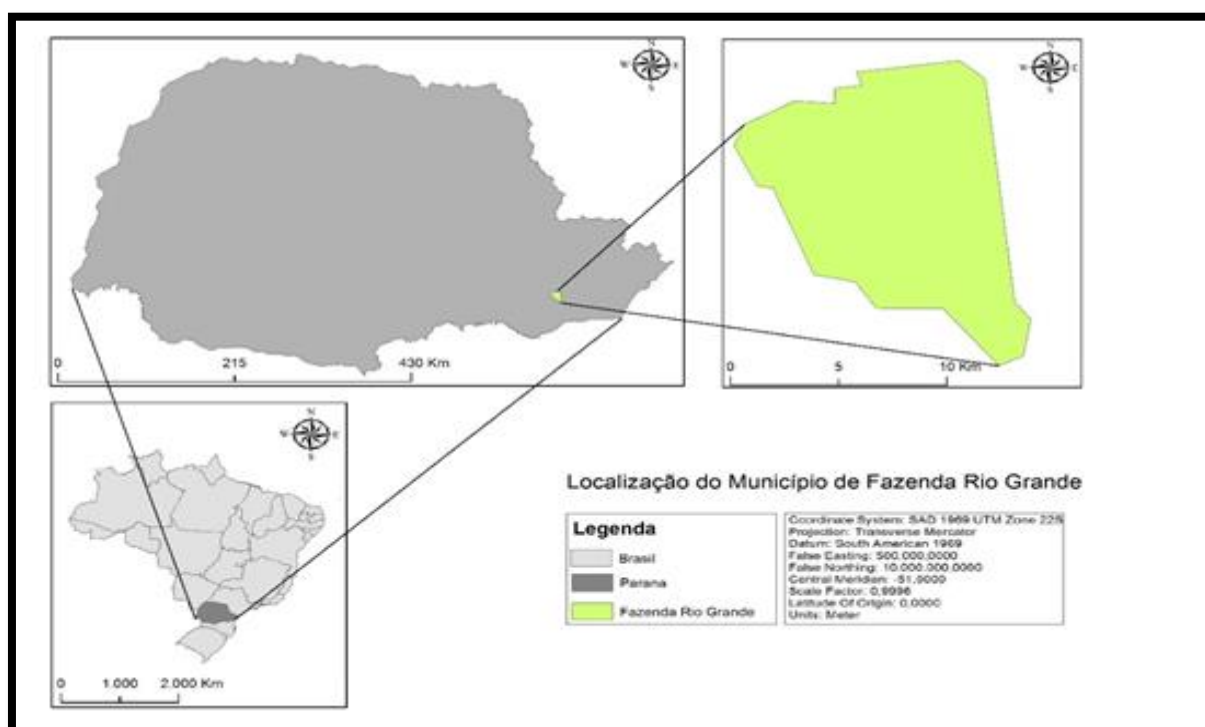 N
W E
S
N
W E
S
0 215 430 Km
0 5 10 Km
N
W E
S
0 1.000 2.000 Km
Localização do Município de Fazenda Rio Grande
Legenda
Brasil
Parana
Fazenda Rio Grande
Coordinate System: SAD 1969 UTM Zone 22S
Projection: Transverse Mercator
Datum: South American 1969
False Easting: 500.000,0000
False Northing: 10.000.000,0000
Central Meridian: -51,0000
Scale Factor: 0,9996
Latitude Of Origin: 0,0000
Units: Meter